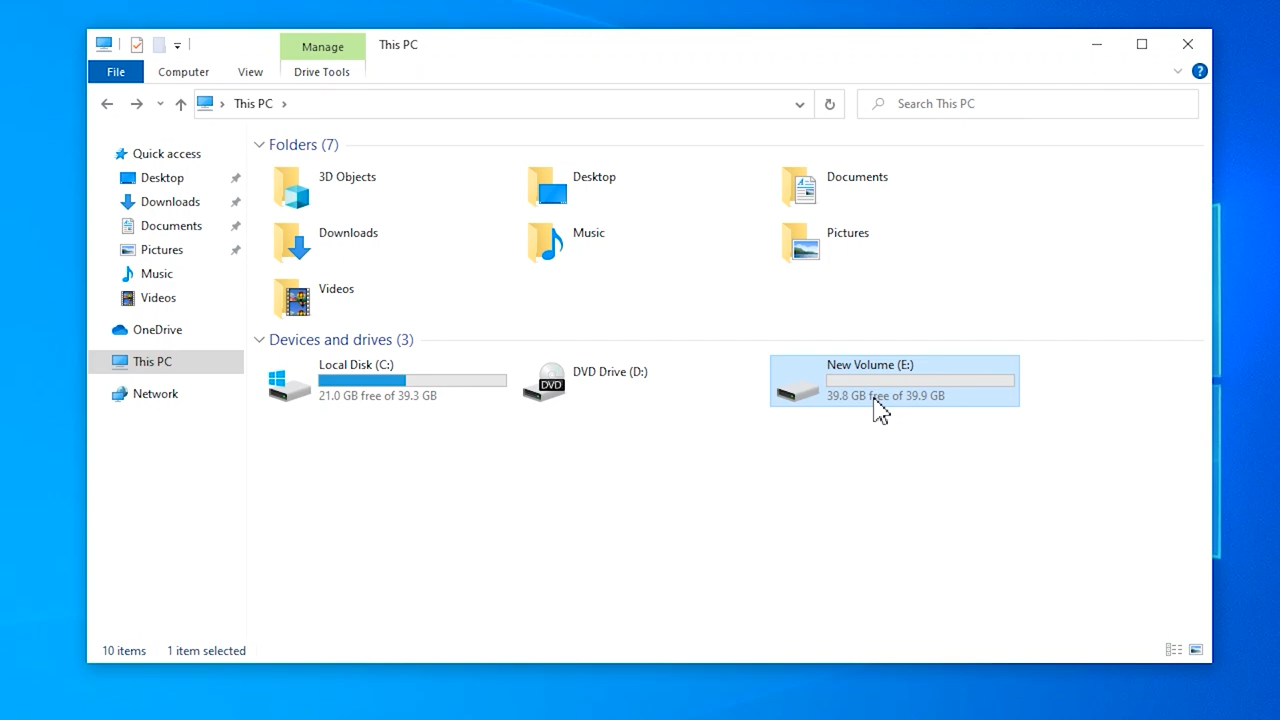 Manage
This PC
File
Computer
View
Drive Tools
This PC
Search This PC
Quick access
Desktop
Downloads
Documents
Pictures
Music
Videos
OneDrive
This PC
Network
Folders (7)
3D Objects
Desktop
Documents
Downloads
Music
Pictures
Videos
Devices and drives (3)
Local Disk (C:)
21.0 GB free of 39.3 GB
DVD
DVD Drive (D:)
New Volume (E:)
39.8 GB free of 39.9 GB
10 items
1 item selected